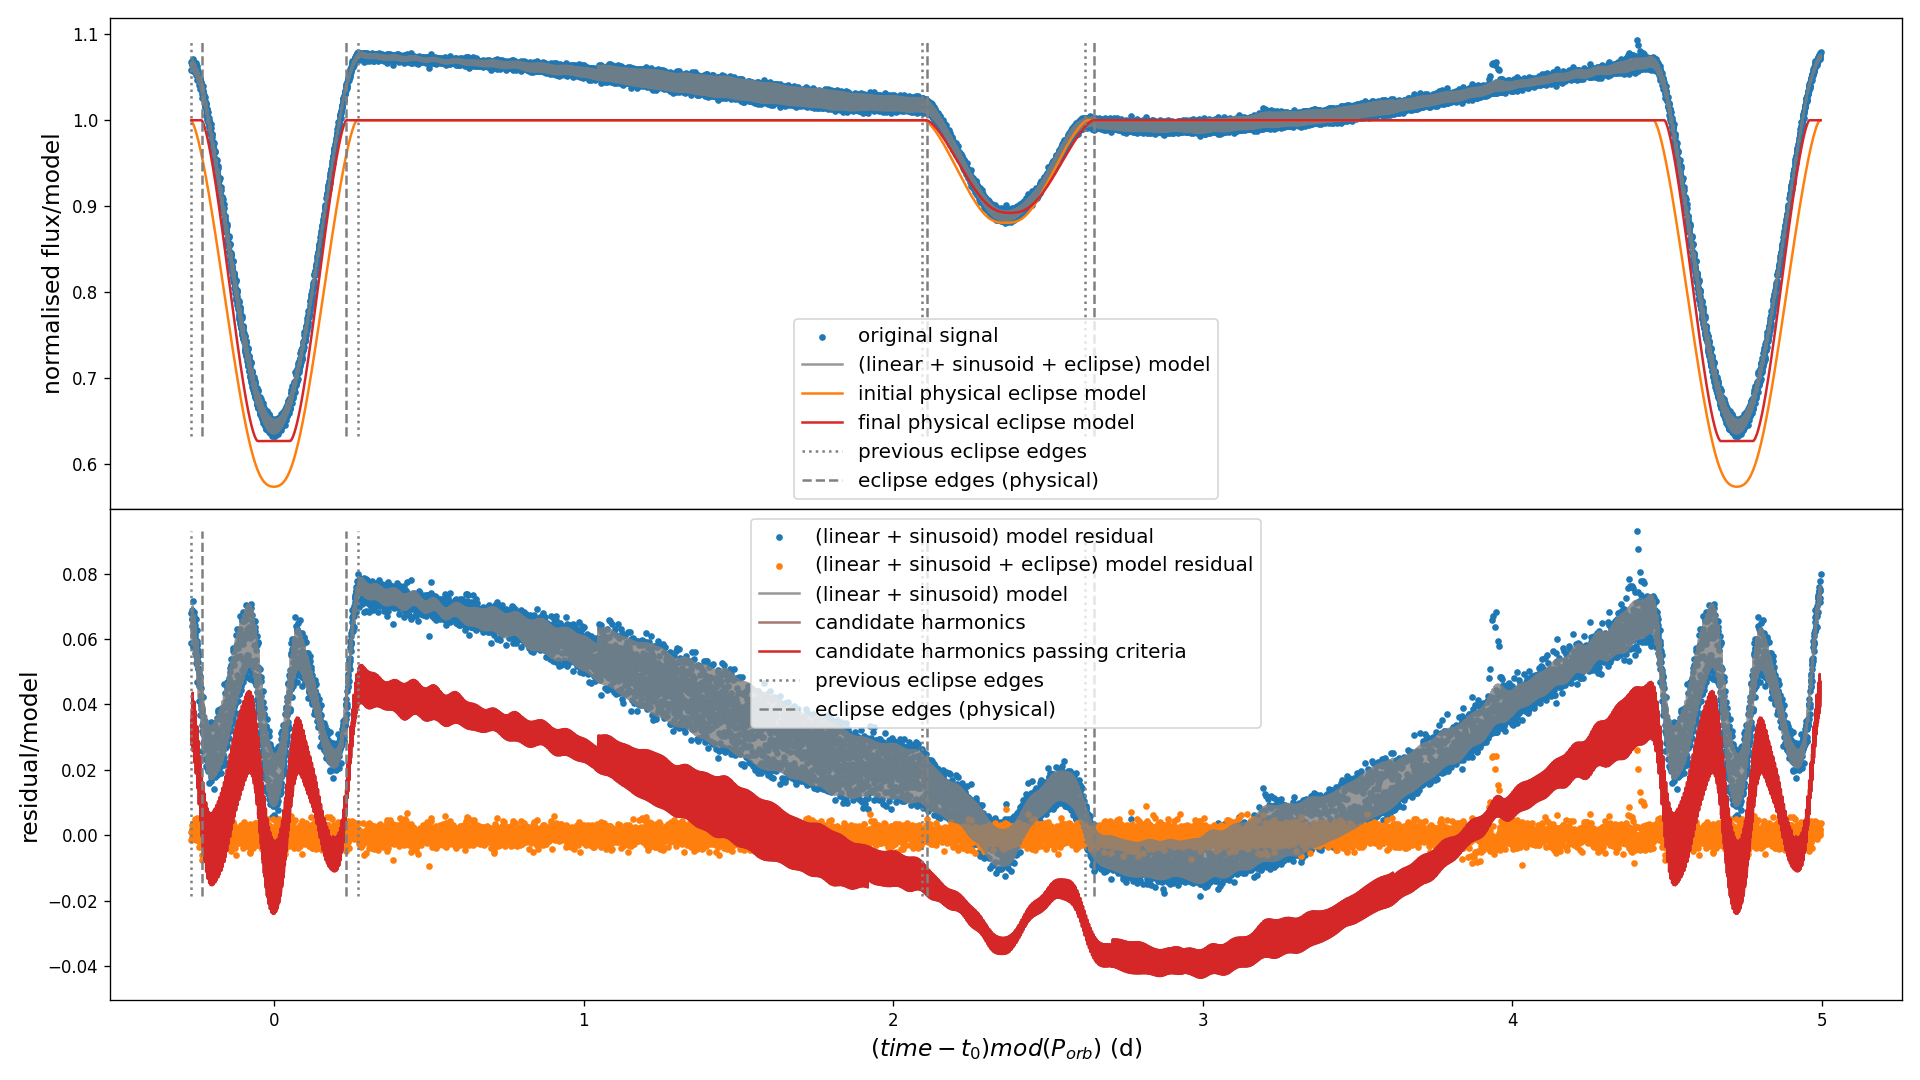 normalised flux/model
1.1
1.0
0.9
0.8
0.7
0.6
original signal
(linear + sinusoid + eclipse) model
initial physical eclipse model
final physical eclipse model
previous eclipse edges
eclipse edges (physical)
residual/model
0.08
0.06
0.04
0.02
0.00
−0.02
−0.04
(linear + sinusoid) model residual
(linear + sinusoid + eclipse) model residual
(linear + sinusoid) model
candidate harmonics
candidate harmonics passing criteria
previous eclipse edges
eclipse edges (physical)
0 1 2 3 4 5
(time − t₀)mod(P_orb) (d)